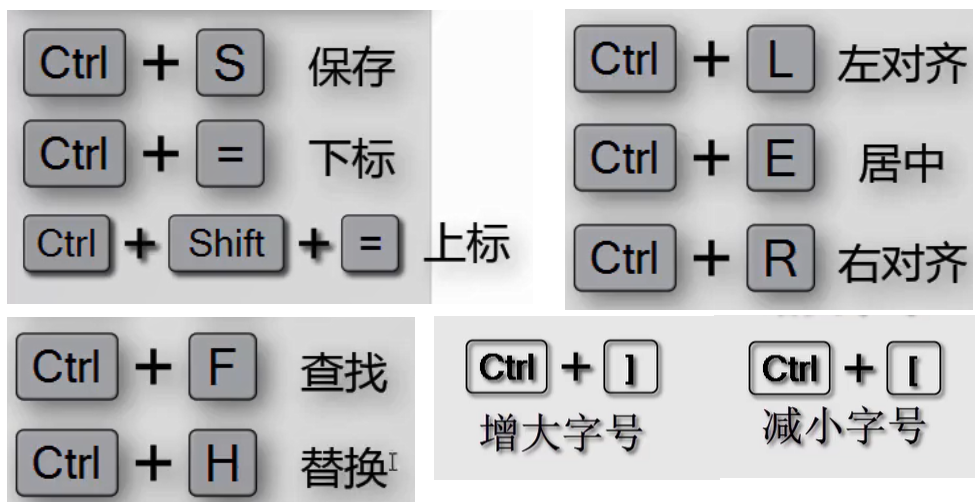 Ctrl + S 保存
Ctrl + = 下标
Ctrl + Shift + = 上标
Ctrl + L 左对齐
Ctrl + E 居中
Ctrl + R 右对齐
Ctrl + F 查找
Ctrl + H 替换
Ctrl + ]
增大字号
Ctrl + [
减小字号